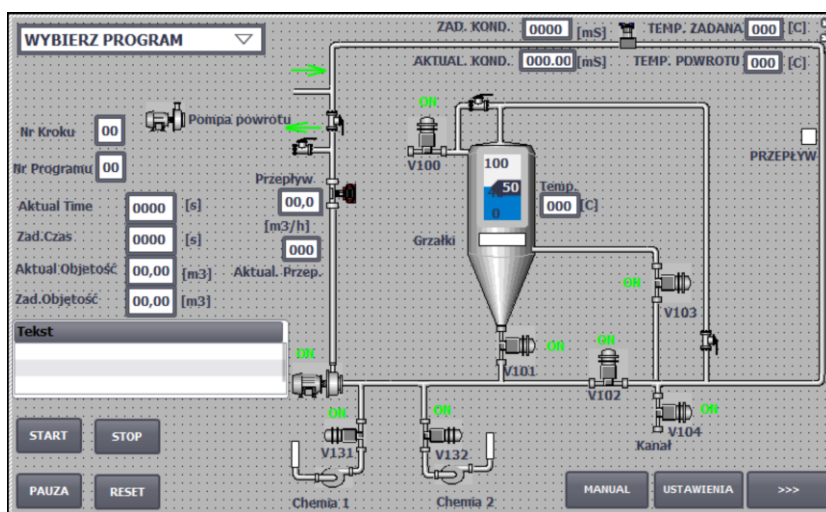 WYBIERZ PROGRAM
ZAD. KOND. 0000 [mS] TEMP. ZADANA 000 [C]
AKTUAL. KOND. 000.00 [mS] TEMP. POWROTU 000 [C]
ON
Pompa powrotu
Nr Kroku 00
V100
100
50
0
PRZEPŁYW
Nr Programu 00
Przepływ
00,0
[m3/h]
000
Aktual. Przep.
Temp.
000 [C]
Grzałki
Aktual Time 0000 [s]
Zad.Czas 0000 [s]
Aktual Objetość 00,00 [m3]
Zad.Objętość 00,00 [m3]
ON
V103
Tekst
ON
ON
V101
ON
V102
ON
V104
Kanał
ON
V131
ON
V132
START STOP
PAUZA RESET
Chemia 1
Chemia 2
MANUAL USTAWIENIA >>>